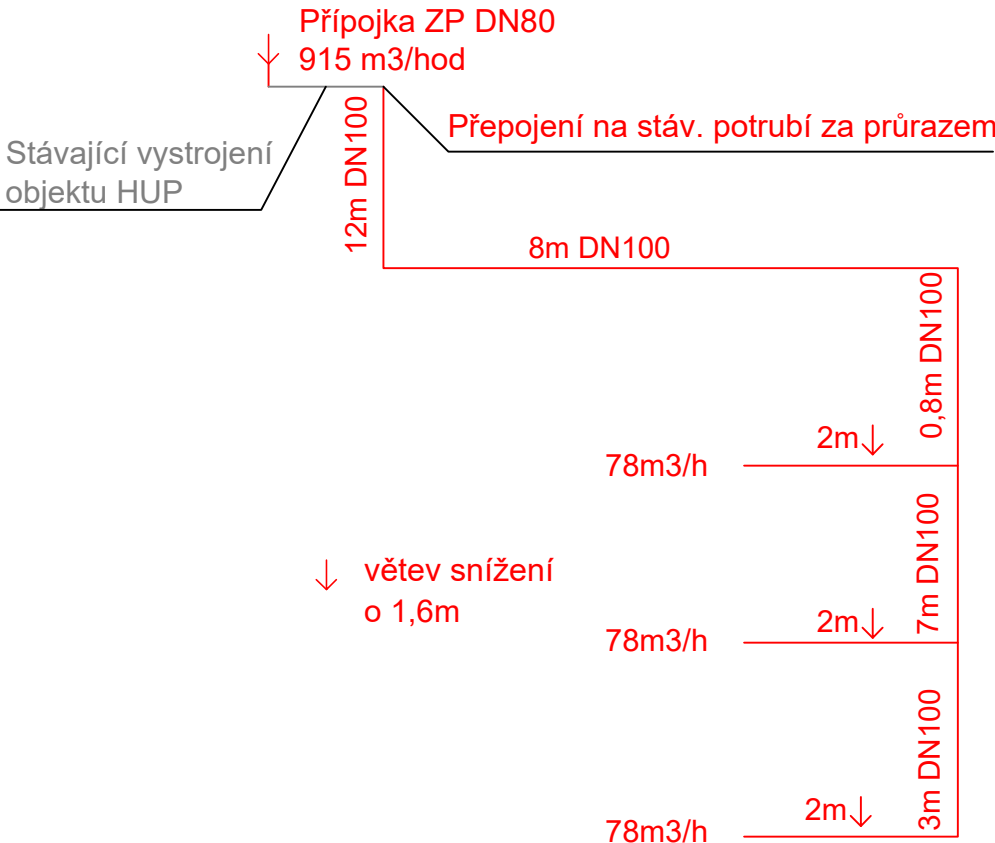 Přípojka ZP DN80
915 m3/hod
Přepojení na stáv. potrubí za průrazem
Stávající vystrojení
objektu HUP
12m DN100
8m DN100
0,8m DN100
2m
78m3/h
7m DN100
větev snížení
o 1,6m
2m
78m3/h
3m DN100
2m
78m3/h